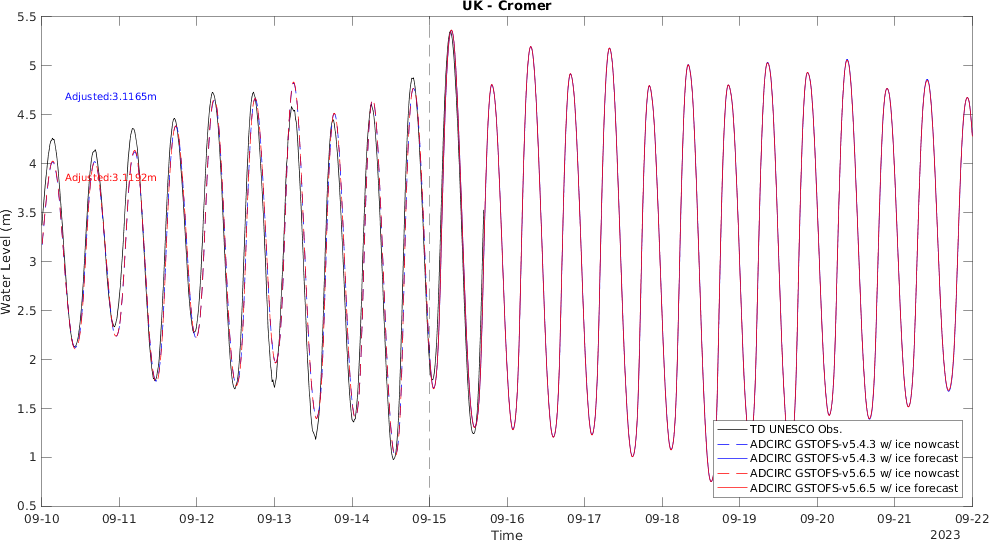 UK - Cromer
5.5
5
4.5
4
3.5
3
2.5
2
1.5
1
0.5
Water Level (m)
Adjusted:3.1165m
Adjusted:3.1192m
TD UNESCO Obs.
ADCIRC GSTOFS-v5.4.3 w/ ice nowcast
ADCIRC GSTOFS-v5.4.3 w/ ice forecast
ADCIRC GSTOFS-v5.6.5 w/ ice nowcast
ADCIRC GSTOFS-v5.6.5 w/ ice forecast
09-10 09-11 09-12 09-13 09-14 09-15 09-16 09-17 09-18 09-19 09-20 09-21 09-22
Time
2023